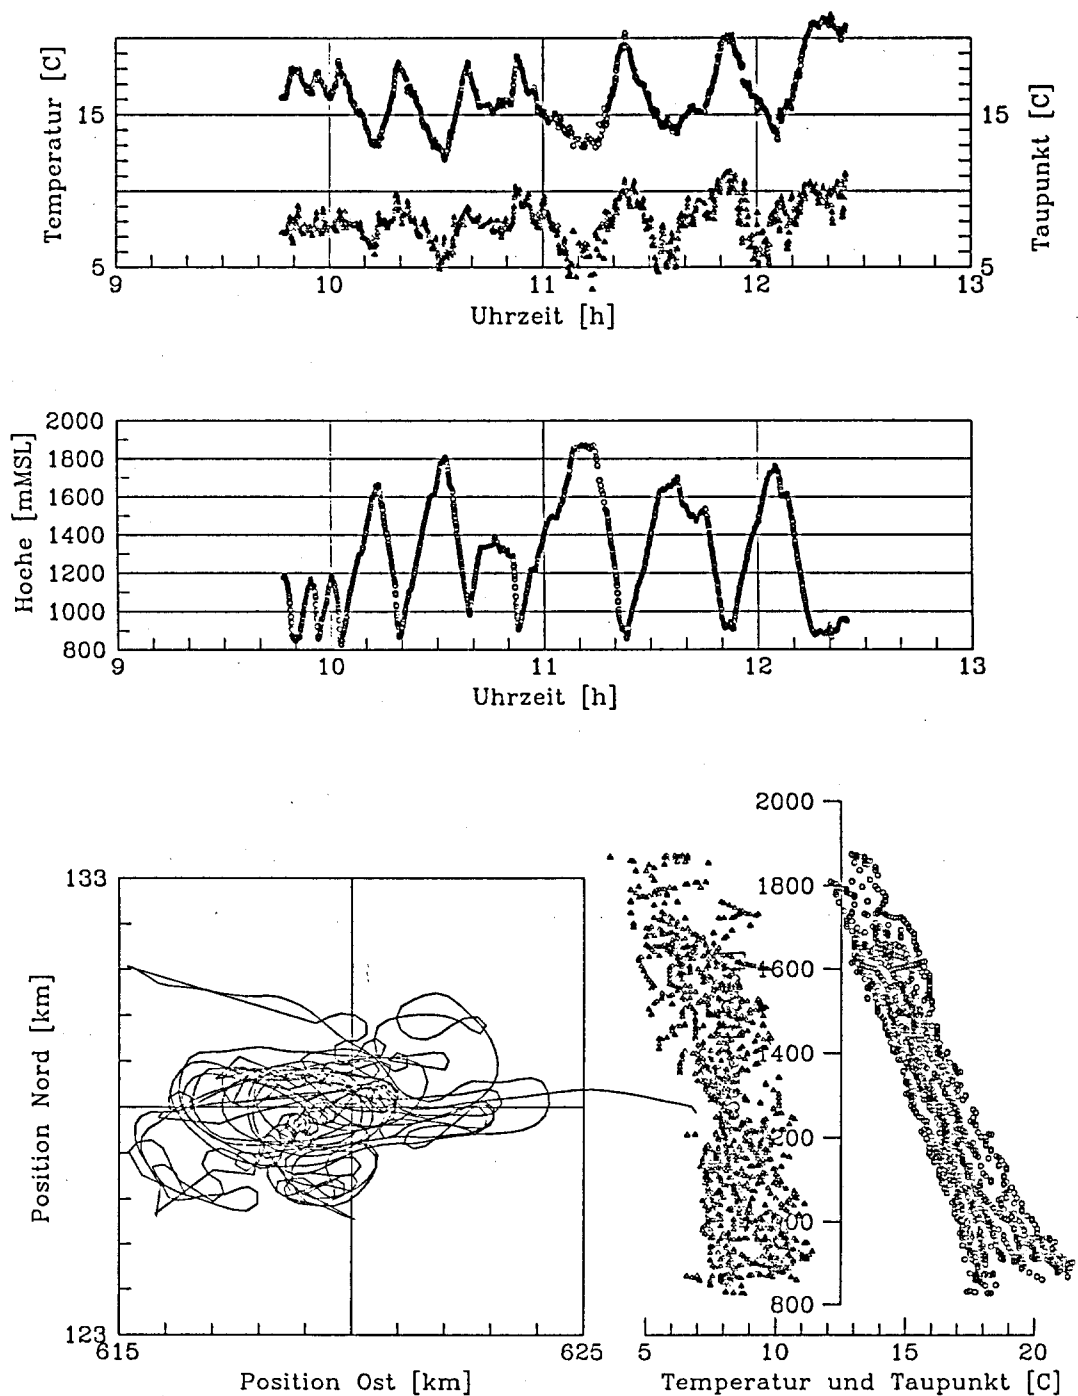 Temperatur [C]
15
5
15
5
Taupunkt [C]
9 10 11 12 13
Uhrzeit [h]
Hoehe [mMSL]
2000
1800
1600
1400
1200
1000
800
9 10 11 12 13
Uhrzeit [h]
Position Nord [km]
133
123
615 625
Position Ost [km]
2000
1800
1600
1400
200
00
800
5 10 15 20
Temperatur und Taupunkt [C]